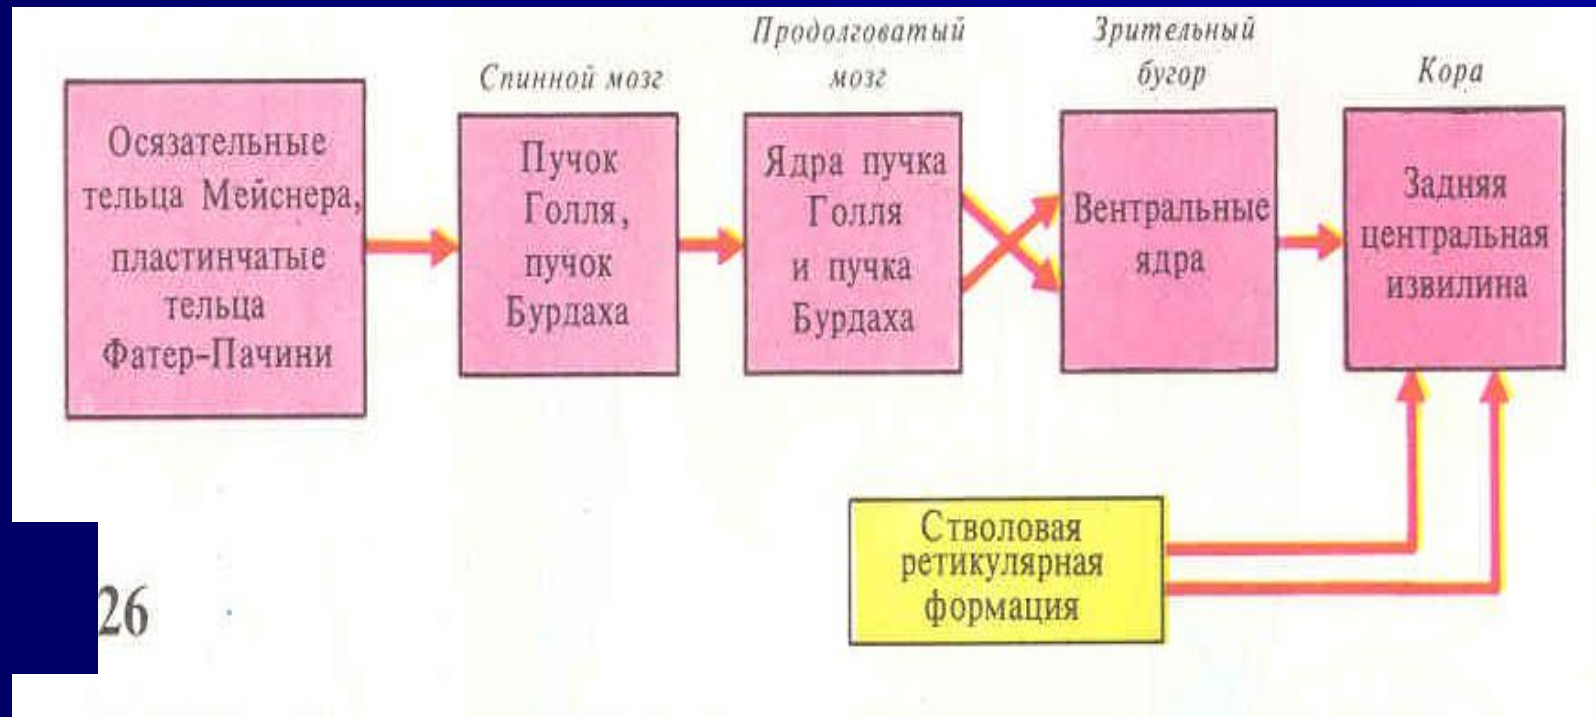 Осязательные
тельца Мейснера,
пластинчатые
тельца
Фатер-Пачини
Спинной мозг
Пучок
Голля,
пучок
Бурдаха
Продолговатый
мозг
Ядра пучка
Голля
и пучка
Бурдаха
Зрительный
бугор
Вентральные
ядра
Кора
Задняя
центральная
извилина
Стволовая
ретикулярная
формация
26